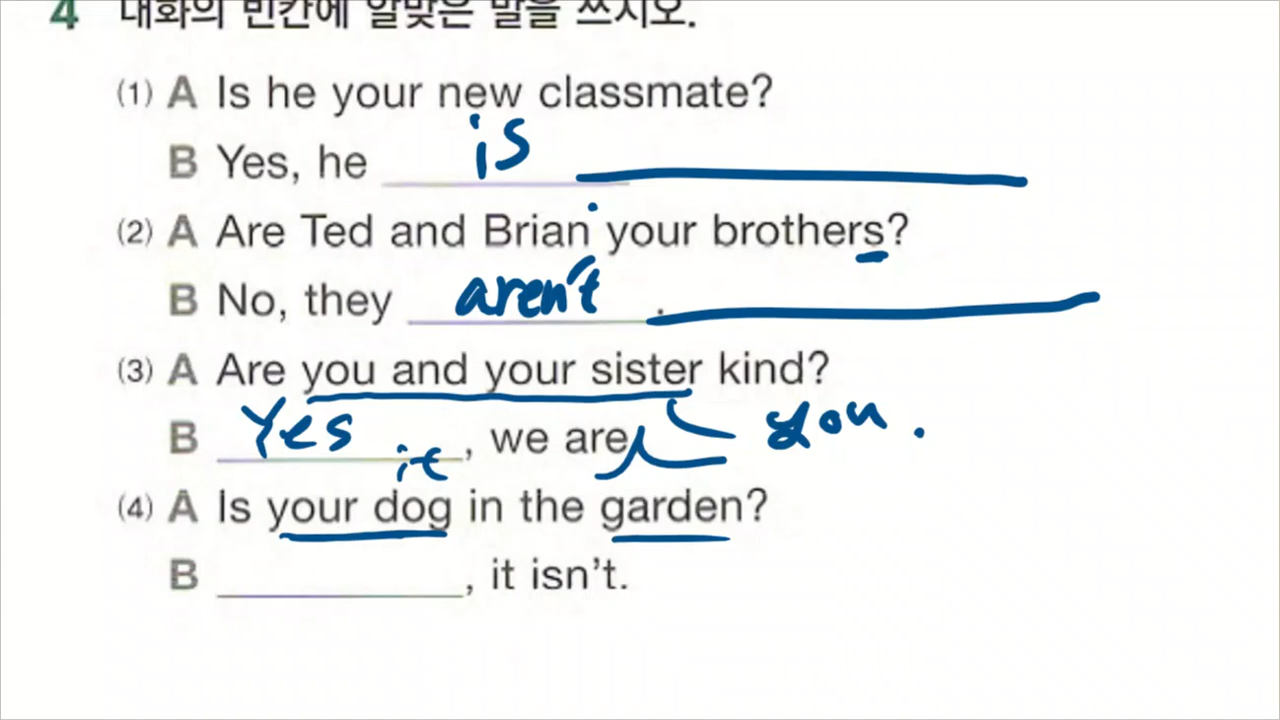 4 대화의 빈칸에 알맞은 말을 쓰시오.
(1) A Is he your new classmate?
B Yes, he is
(2) A Are Ted and Brian your brothers?
B No, they aren't.
(3) A Are you and your sister kind?
B Yes, we are you.
it
(4) A Is your dog in the garden?
B ________, it isn't.